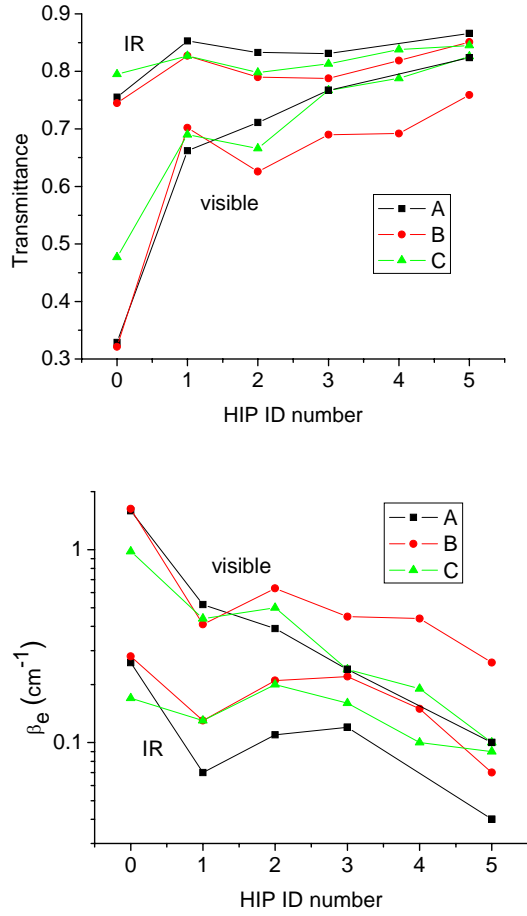 0.9
IR
0.8
0.7
visible
0.6
A
0.5
B
C
0.4
0.3
0 1 2 3 4 5
Transmittance
HIP ID number
A
B
C
visible
1
IR
0.1
0 1 2 3 4 5
βe (cm-1)
HIP ID number